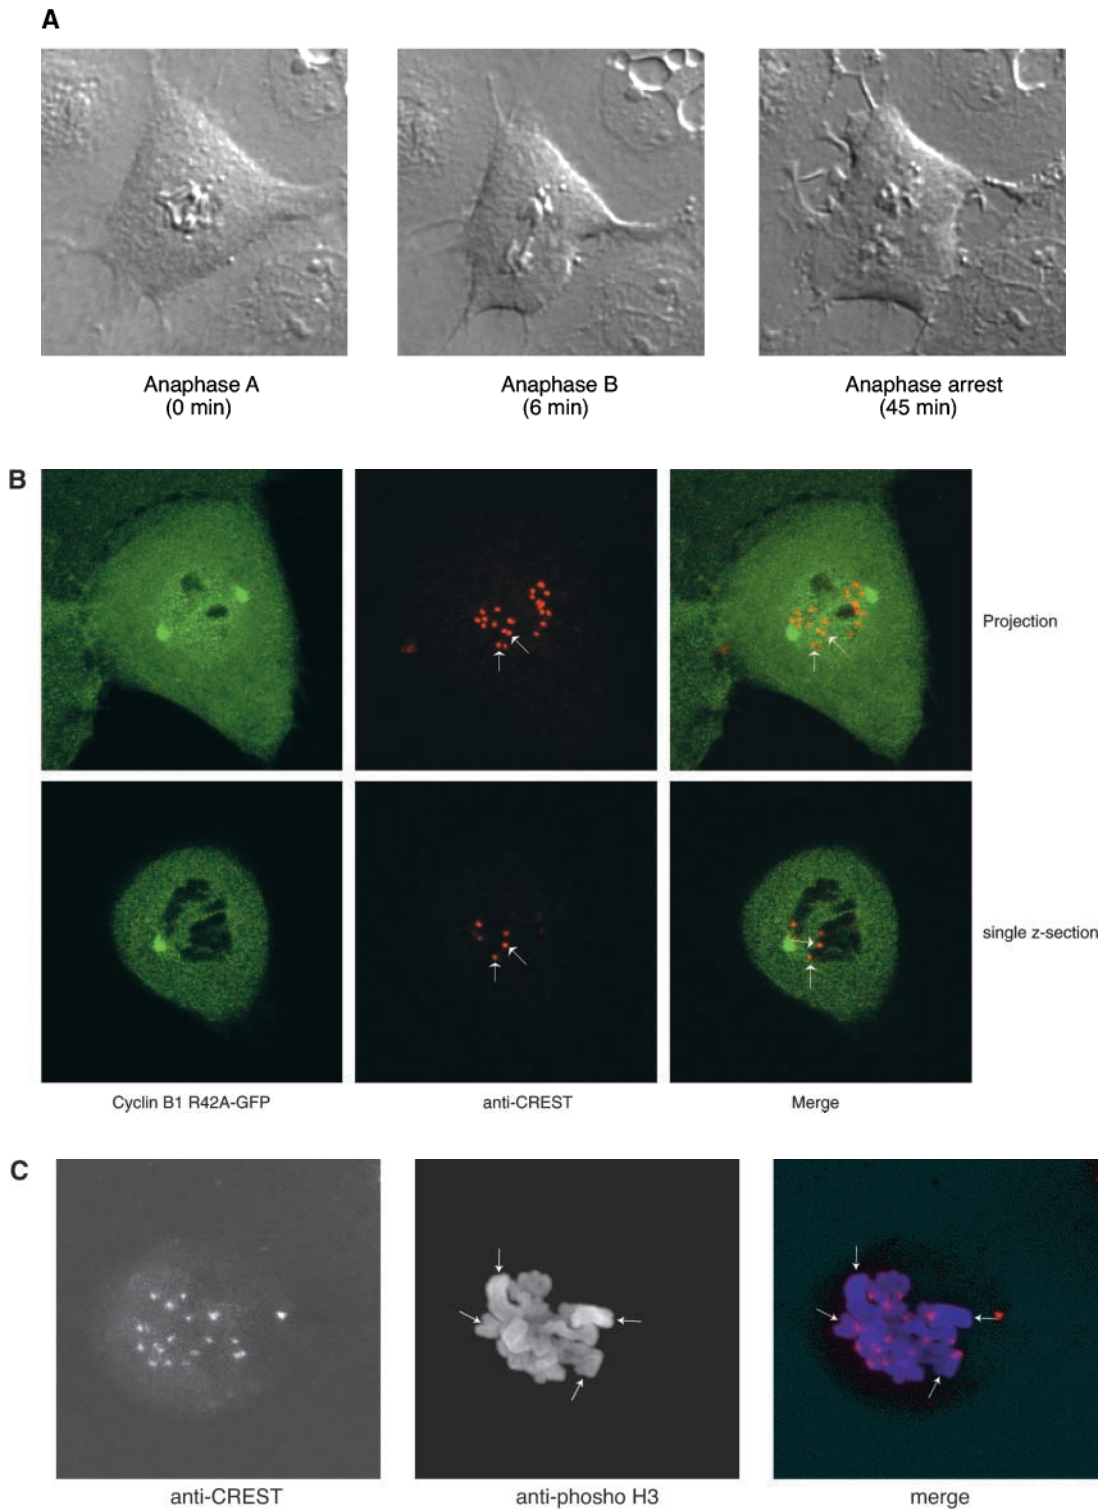 A
Anaphase A
(0 min)
Anaphase B
(6 min)
Anaphase arrest
(45 min)
B
Projection
single z-section
Cyclin B1 R42A-GFP
anti-CREST
Merge
C
anti-CREST
anti-phosho H3
merge